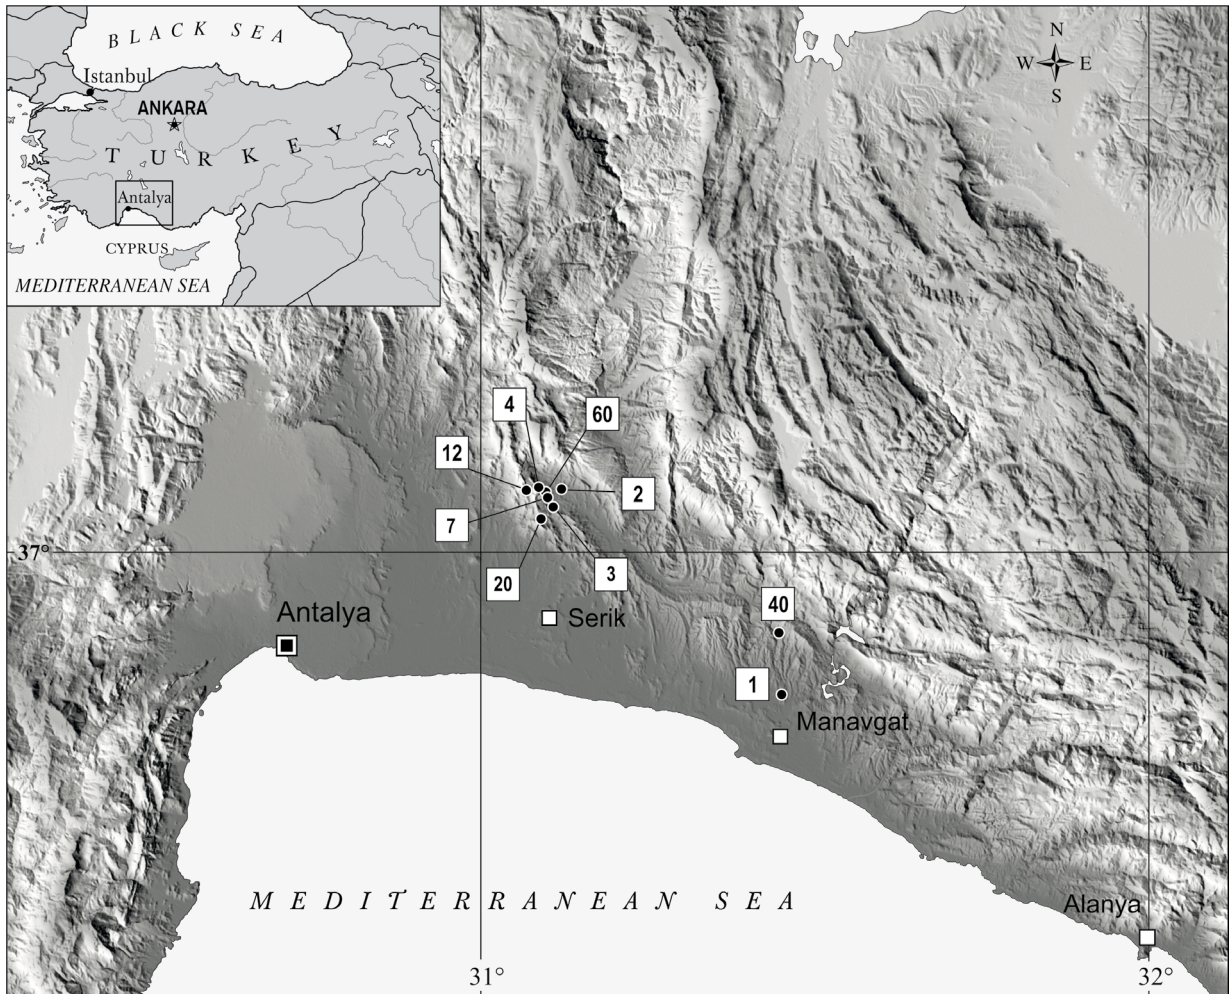 BLACK SEA
Istanbul
ANKARA
TURKEY
Antalya
CYPRUS
MEDITERRANEAN SEA
N
W E
S
4
60
12
2
7
37°
20
3
40
Antalya
Serik
1
Manavgat
MEDITERRANEAN SEA
Alanya
31°
32°